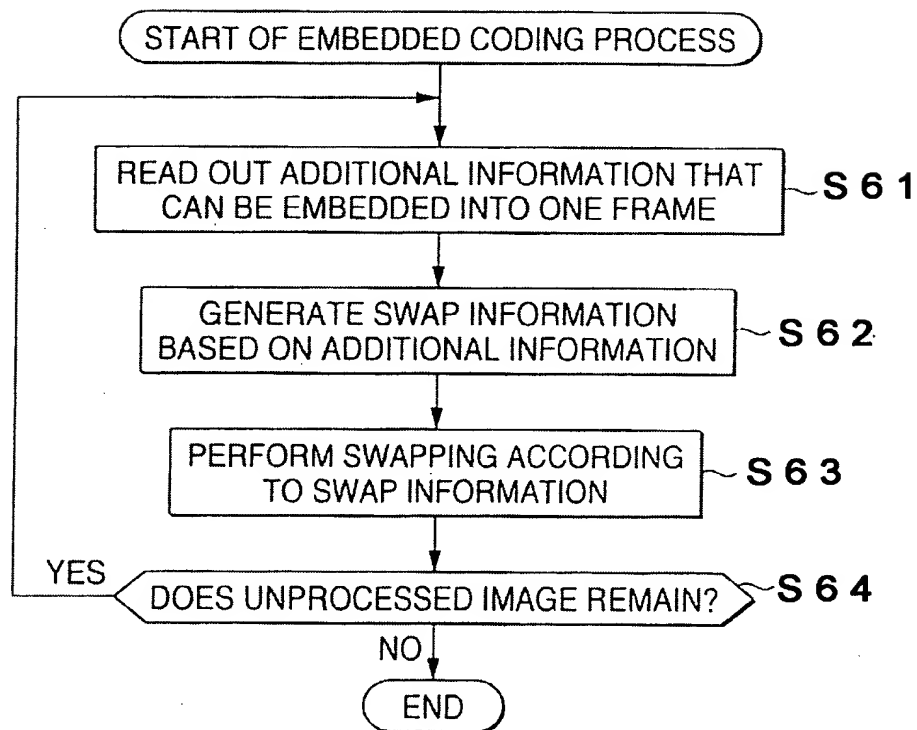 START OF EMBEDDED CODING PROCESS
READ OUT ADDITIONAL INFORMATION THAT
CAN BE EMBEDDED INTO ONE FRAME
S61
GENERATE SWAP INFORMATION
BASED ON ADDITIONAL INFORMATION
S62
PERFORM SWAPPING ACCORDING
TO SWAP INFORMATION
S63
YES
DOES UNPROCESSED IMAGE REMAIN?
S64
NO
END